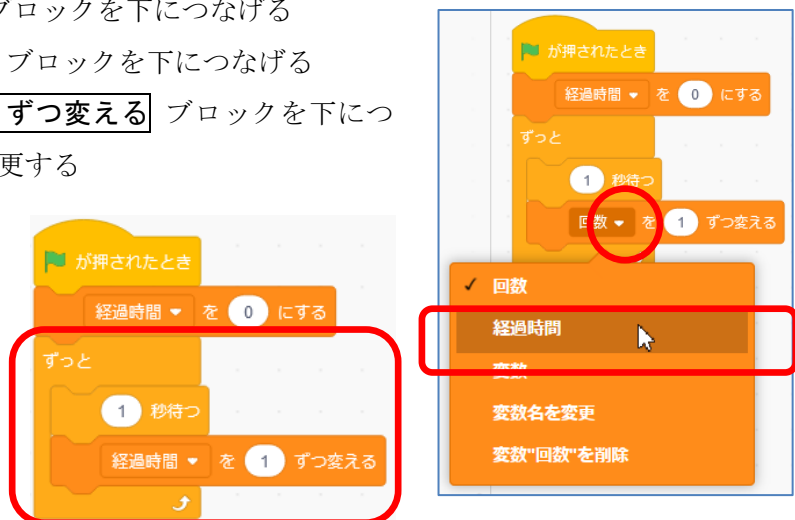 ブロックを下につなげる
ブロックを下につなげる
ずつ変える ブロックを下につ
更する
が押されたとき
経過時間 を 0 にする
ずっと
1 秒待つ
経過時間 を 1 ずつ変える
が押されたとき
経過時間 を 0 にする
ずっと
1 秒待つ
回数 を 1 ずつ変える
✓ 回数
経過時間
変数
変数名を変更
変数"回数"を削除